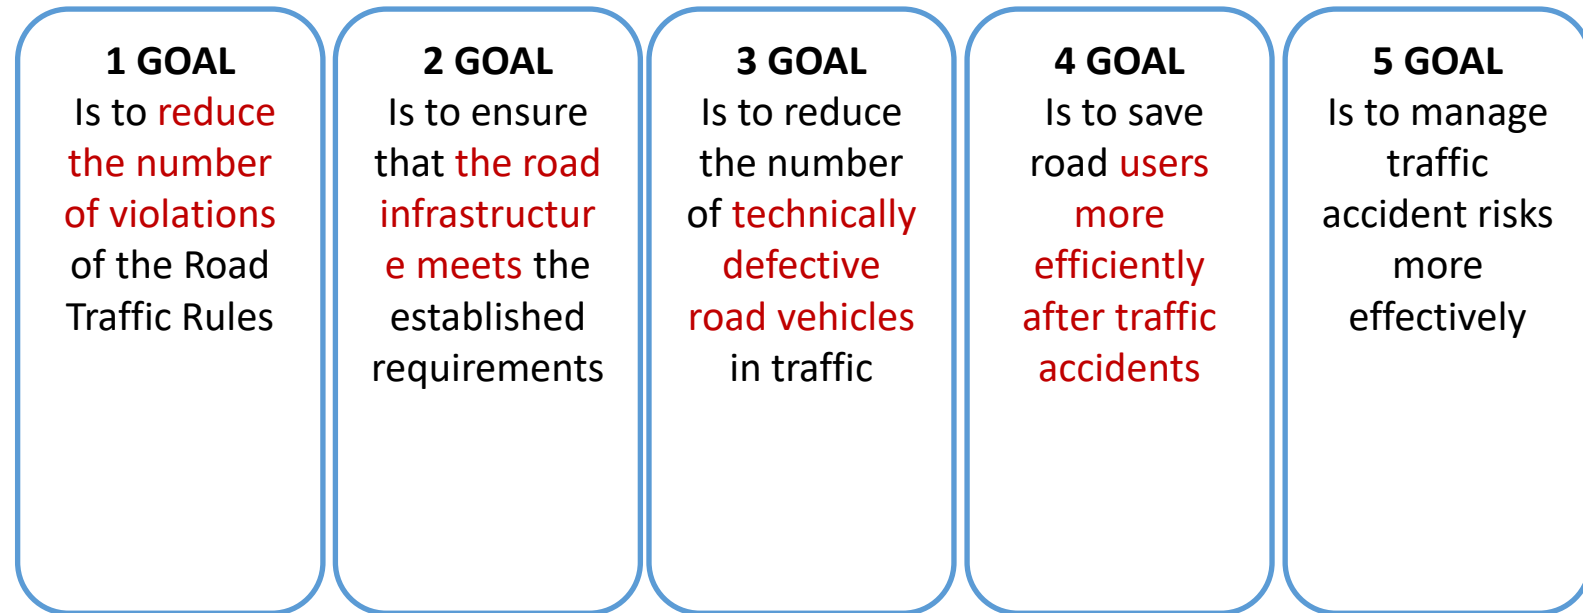 1 GOAL
Is to reduce
the number
of violations
of the Road
Traffic Rules
2 GOAL
Is to ensure
that the road
infrastructur
e meets the
established
requirements
3 GOAL
Is to reduce
the number
of technically
defective
road vehicles
in traffic
4 GOAL
Is to save
road users
more
efficiently
after traffic
accidents
5 GOAL
Is to manage
traffic
accident risks
more
effectively